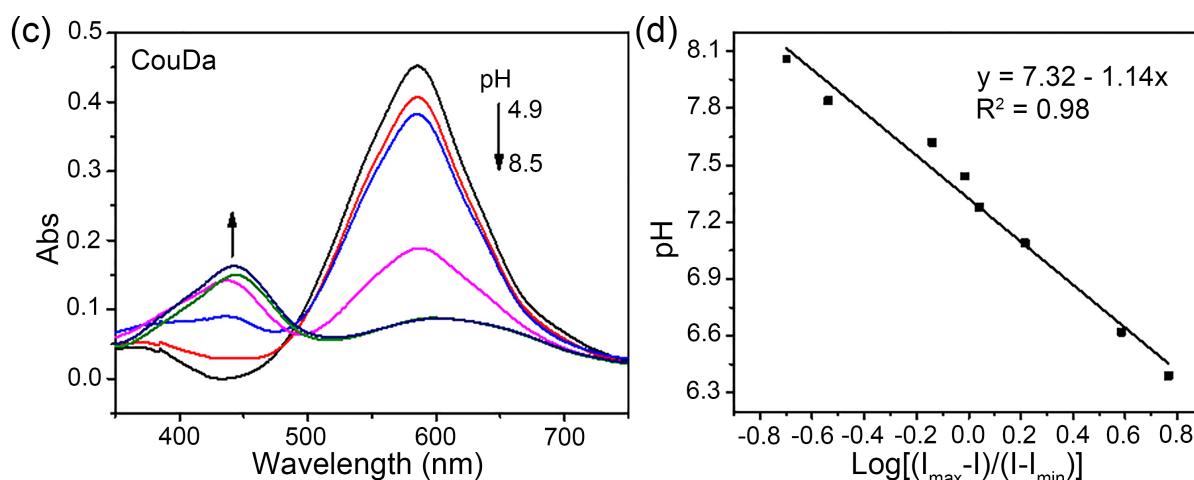 (c)
CouDa
pH
4.9
8.5
Abs
0.5
0.4
0.3
0.2
0.1
0.0
400 500 600 700
Wavelength (nm)
(d)
y = 7.32 - 1.14x
R² = 0.98
pH
8.1
7.8
7.5
7.2
6.9
6.6
6.3
-0.8 -0.6 -0.4 -0.2 0.0 0.2 0.4 0.6 0.8
Log[(Imax-I)/(I-Imin)]